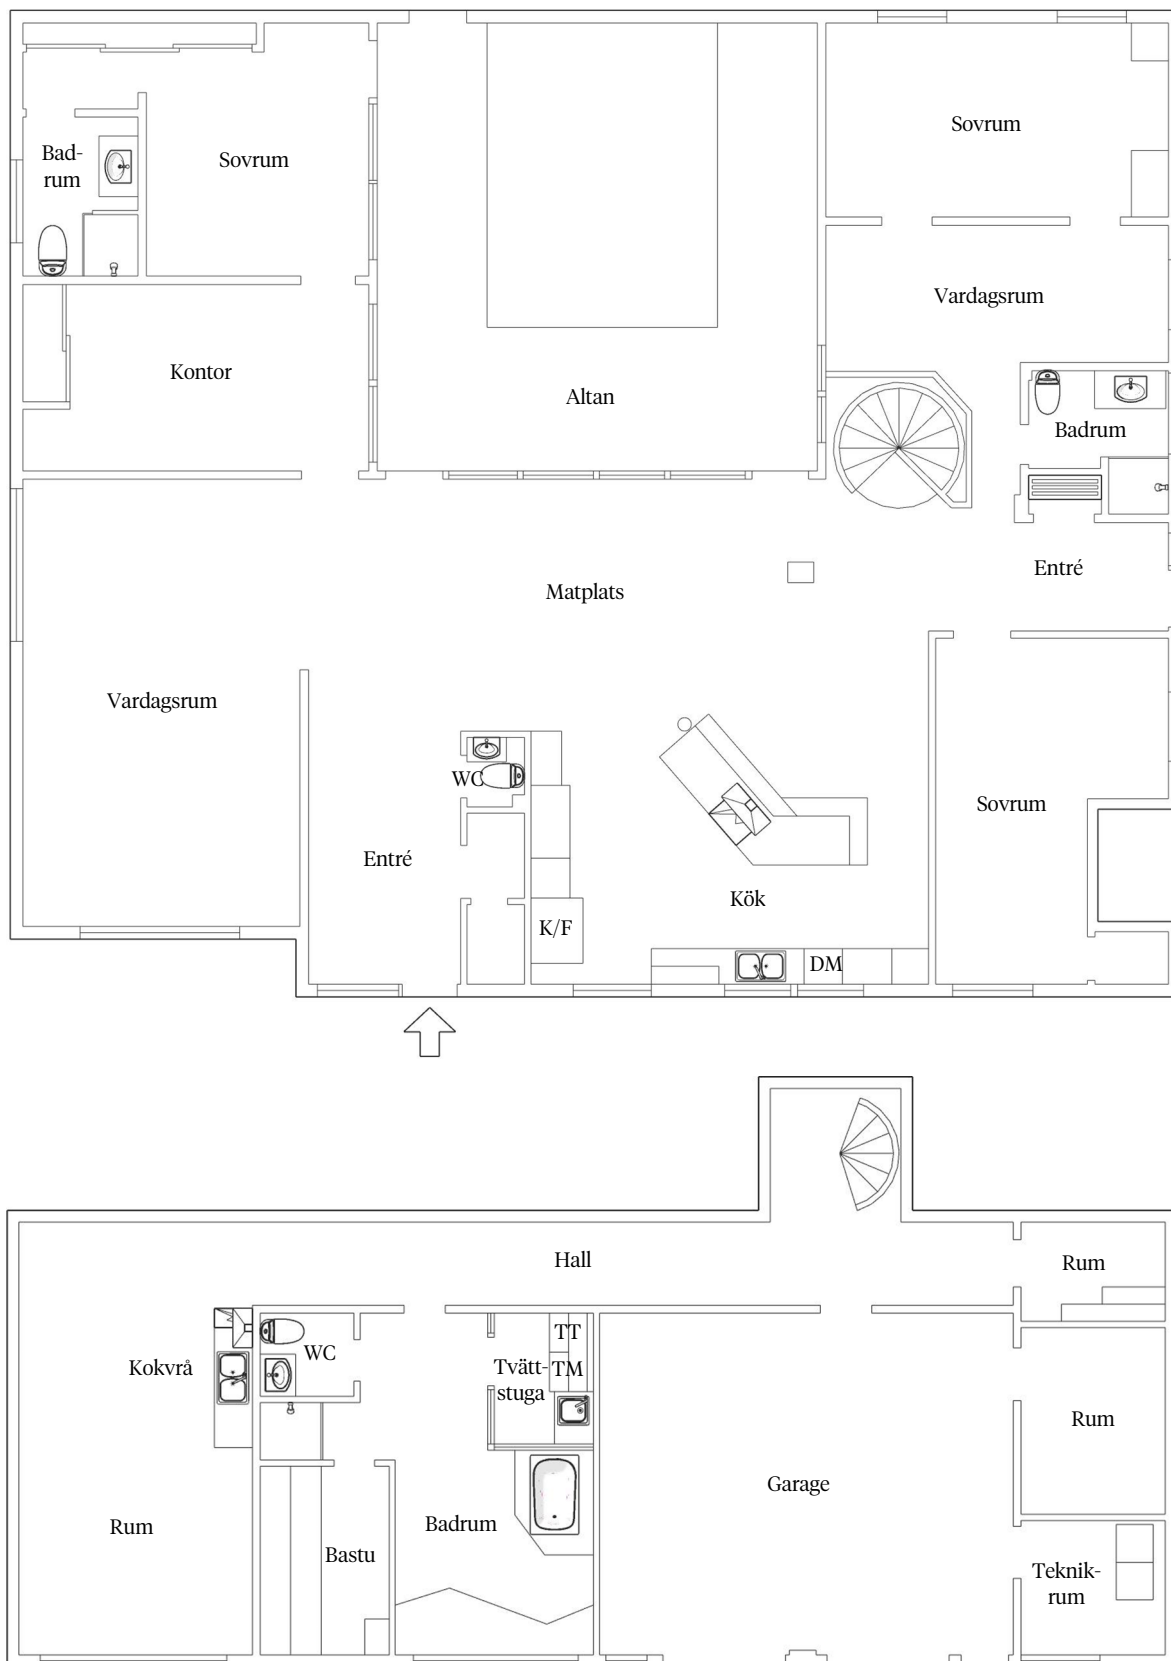 Sovrum
Bad-
rum
Sovrum
Vardagsrum
Kontor
Altan
Badrum
Entré
Matplats
Vardagsrum
WC
Sovrum
Entré
Kök
K/F
DM
Hall
Rum
TT
WC
Kokvrå
Tvätt-
stuga
TM
Rum
Garage
Badrum
Rum
Bastu
Teknik-
rum